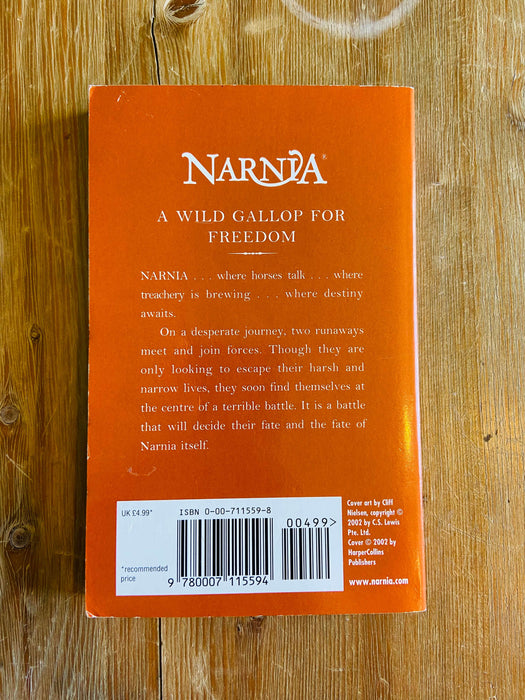 NARNIA®
A WILD GALLOP FOR
FREEDOM
NARNIA . . . where horses talk . . . where
treachery is brewing . . . where destiny
awaits.
On a desperate journey, two runaways
meet and join forces. Though they are
only looking to escape their harsh and
narrow lives, they soon find themselves at
the centre of a terrible battle. It is a battle
that will decide their fate and the fate of
Narnia itself.
UK £4.99*
*recommended
price
ISBN 0-00-711559-8
00499>
9 780007 115594
Cover art by Cliff
Nielsen, copyright ©
2002 by C.S. Lewis
Pte. Ltd.
Cover © 2002 by
HarperCollins
Publishers
www.narnia.com